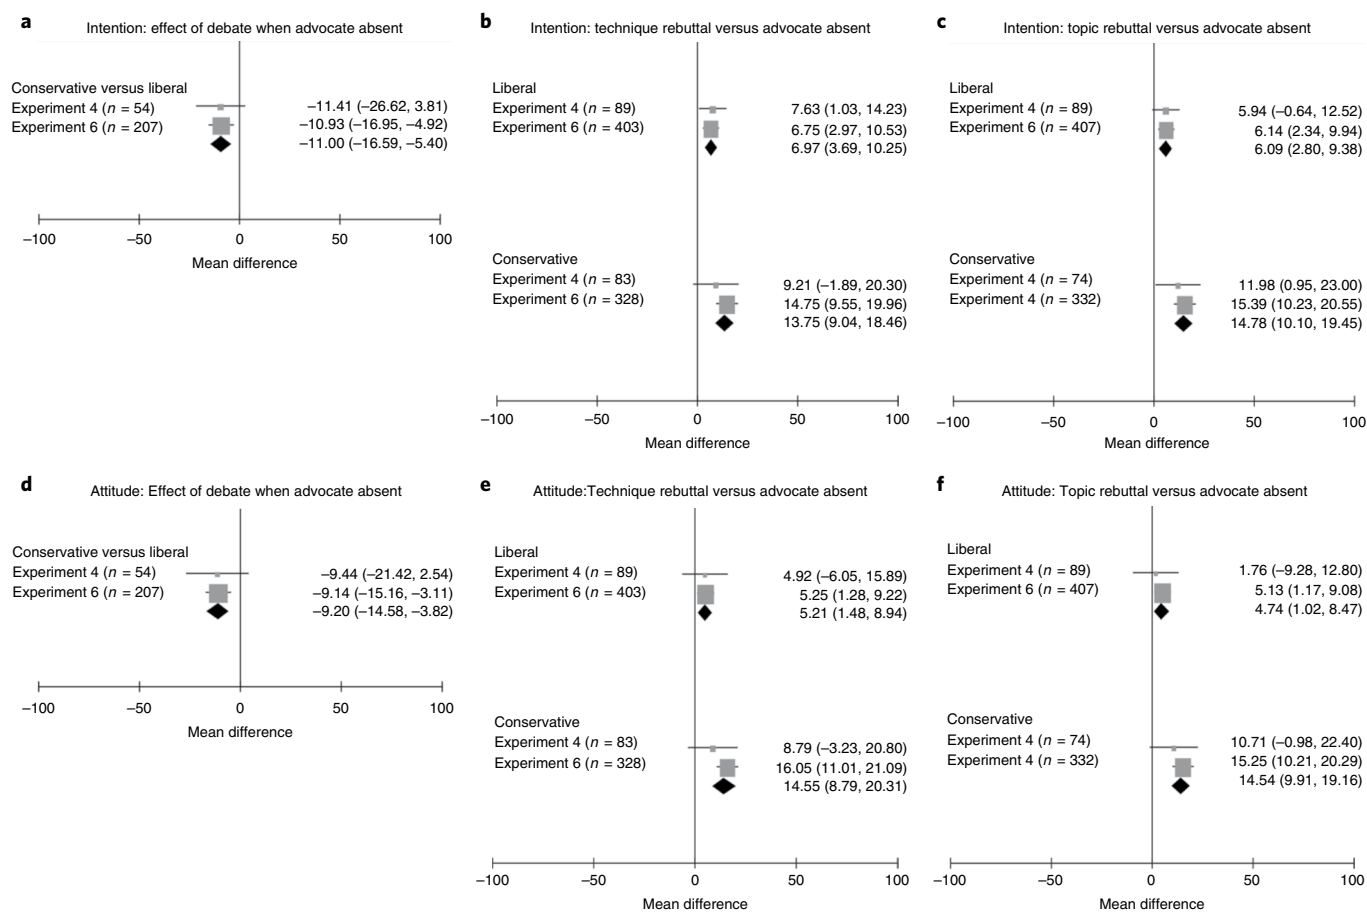 a
Intention: effect of debate when advocate absent
Conservative versus liberal
Experiment 4 (n = 54)
–11.41 (–26.62, 3.81)
Experiment 6 (n = 207)
–10.93 (–16.95, –4.92)
–11.00 (–16.59, –5.40)
–100 –50 0 50 100
Mean difference
b
Intention: technique rebuttal versus advocate absent
Liberal
Experiment 4 (n = 89)
7.63 (1.03, 14.23)
Experiment 6 (n = 403)
6.75 (2.97, 10.53)
6.97 (3.69, 10.25)
Conservative
Experiment 4 (n = 83)
9.21 (–1.89, 20.30)
Experiment 6 (n = 328)
14.75 (9.55, 19.96)
13.75 (9.04, 18.46)
–100 –50 0 50 100
Mean difference
c
Intention: topic rebuttal versus advocate absent
Liberal
Experiment 4 (n = 89)
5.94 (–0.64, 12.52)
Experiment 6 (n = 407)
6.14 (2.34, 9.94)
6.09 (2.80, 9.38)
Conservative
Experiment 4 (n = 74)
11.98 (0.95, 23.00)
Experiment 4 (n = 332)
15.39 (10.23, 20.55)
14.78 (10.10, 19.45)
–100 –50 0 50 100
Mean difference
d
Attitude: Effect of debate when advocate absent
Conservative versus liberal
Experiment 4 (n = 54)
–9.44 (–21.42, 2.54)
Experiment 6 (n = 207)
–9.14 (–15.16, –3.11)
–9.20 (–14.58, –3.82)
–100 –50 0 50 100
Mean difference
e
Attitude:Technique rebuttal versus advocate absent
Liberal
Experiment 4 (n = 89)
4.92 (–6.05, 15.89)
Experiment 6 (n = 403)
5.25 (1.28, 9.22)
5.21 (1.48, 8.94)
Conservative
Experiment 4 (n = 83)
8.79 (–3.23, 20.80)
Experiment 6 (n = 328)
16.05 (11.01, 21.09)
14.55 (8.79, 20.31)
–100 –50 0 50 100
Mean difference
f
Attitude: Topic rebuttal versus advocate absent
Liberal
Experiment 4 (n = 89)
1.76 (–9.28, 12.80)
Experiment 6 (n = 407)
5.13 (1.17, 9.08)
4.74 (1.02, 8.47)
Conservative
Experiment 4 (n = 74)
10.71 (–0.98, 22.40)
Experiment 4 (n = 332)
15.25 (10.21, 20.29)
14.54 (9.91, 19.16)
–100 –50 0 50 100
Mean difference